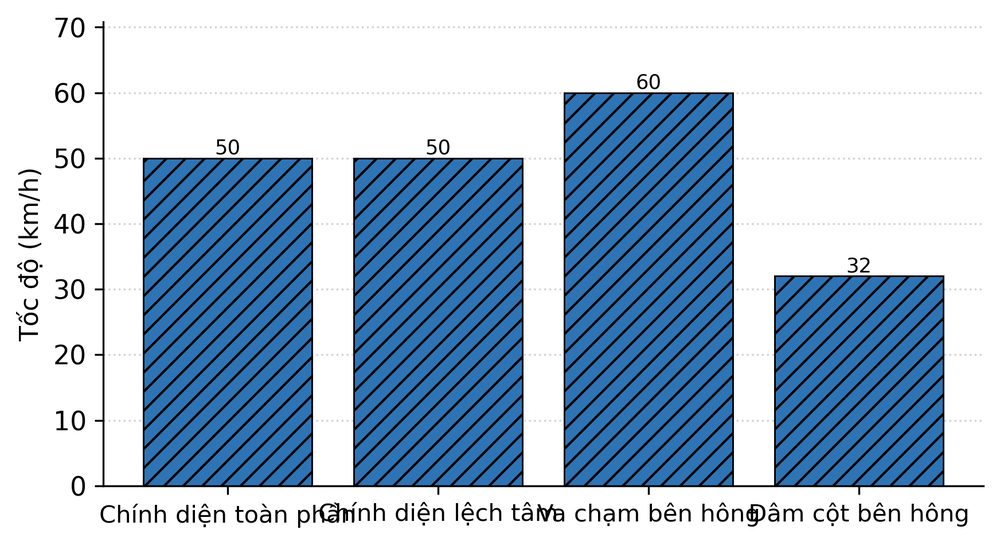 Tốc độ (km/h)
70
60
50
40
30
20
10
0
50
50
60
32
Chính diện toàn phần
Chính diện lệch tâm
Va chạm bên hông
Đâm cột bên hông